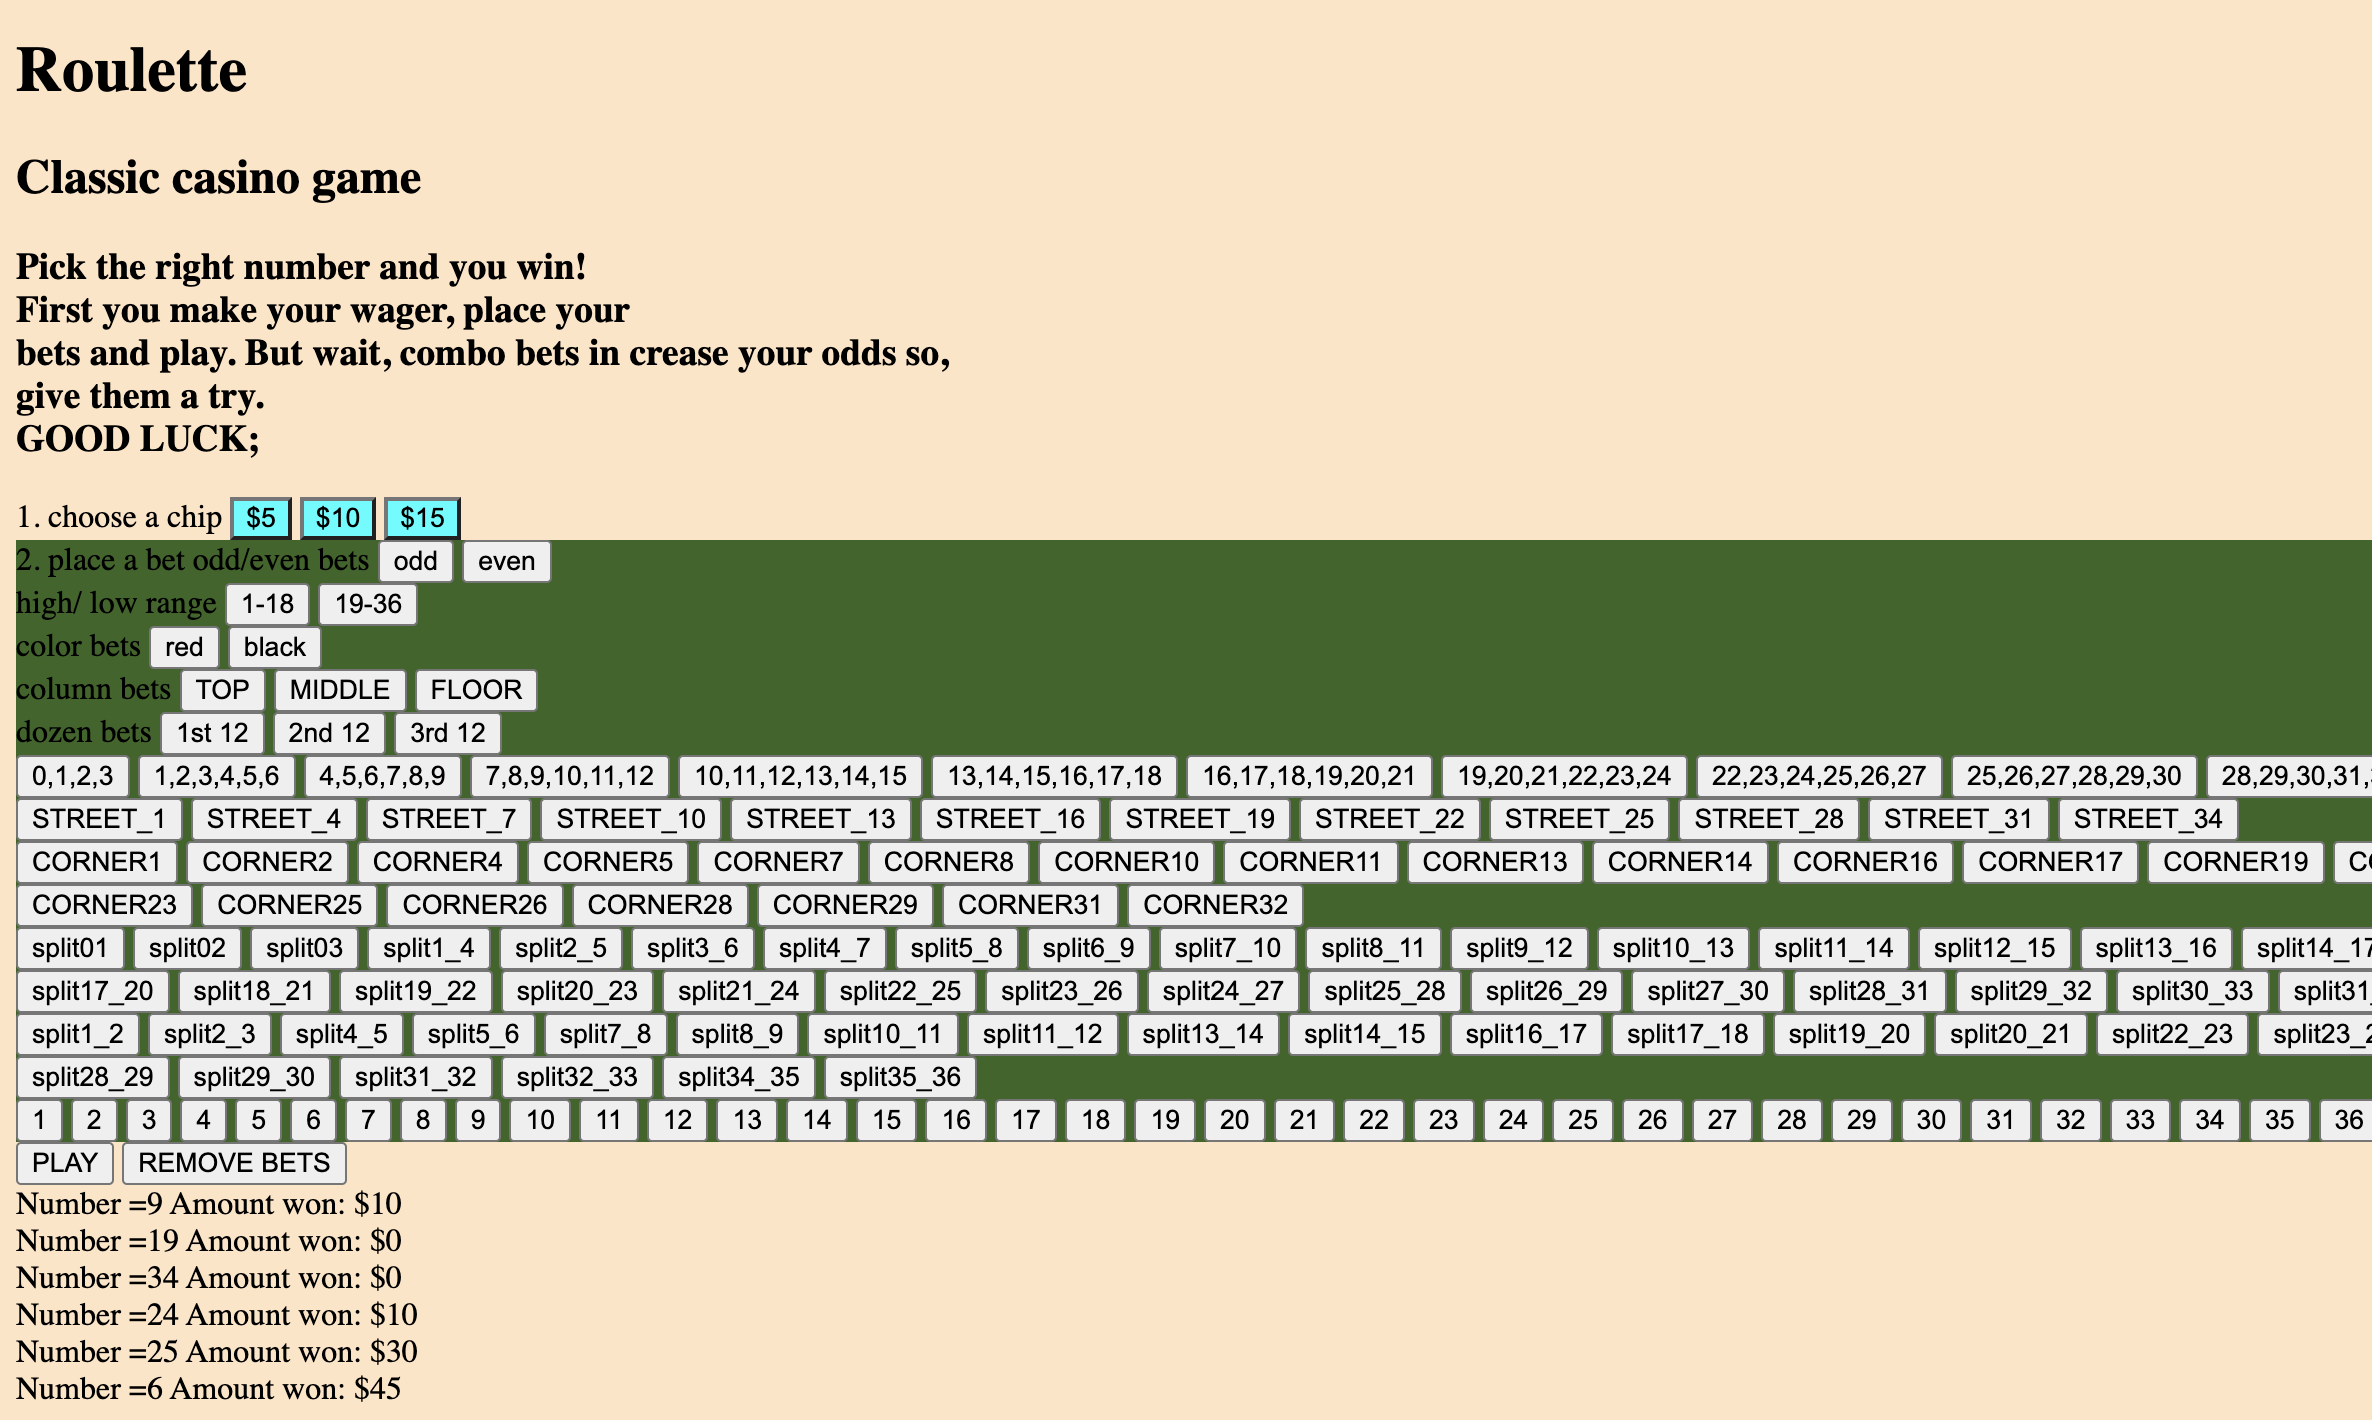 Roulette
Classic casino game
Pick the right number and you win!
First you make your wager, place your
bets and play. But wait, combo bets in crease your odds so,
give them a try.
GOOD LUCK;
1. choose a chip $5 $10 $15
2. place a bet odd/even bets odd even
high/ low range 1-18 19-36
color bets red black
column bets TOP MIDDLE FLOOR
dozen bets 1st 12 2nd 12 3rd 12
0,1,2,3 1,2,3,4,5,6 4,5,6,7,8,9 7,8,9,10,11,12 10,11,12,13,14,15 13,14,15,16,17,18 16,17,18,19,20,21 19,20,21,22,23,24 22,23,24,25,26,27 25,26,27,28,29,30 28,29,30,31,
STREET_1 STREET_4 STREET_7 STREET_10 STREET_13 STREET_16 STREET_19 STREET_22 STREET_25 STREET_28 STREET_31 STREET_34
CORNER1 CORNER2 CORNER4 CORNER5 CORNER7 CORNER8 CORNER10 CORNER11 CORNER13 CORNER14 CORNER16 CORNER17 CORNER19
CORNER23 CORNER25 CORNER26 CORNER28 CORNER29 CORNER31 CORNER32
split01 split02 split03 split1_4 split2_5 split3_6 split4_7 split5_8 split6_9 split7_10 split8_11 split9_12 split10_13 split11_14 split12_15 split13_16 split14_17
split17_20 split18_21 split19_22 split20_23 split21_24 split22_25 split23_26 split24_27 split25_28 split26_29 split27_30 split28_31 split29_32 split30_33 split31_
split1_2 split2_3 split4_5 split5_6 split7_8 split8_9 split10_11 split11_12 split13_14 split14_15 split16_17 split17_18 split19_20 split20_21 split22_23 split23_2
split28_29 split29_30 split31_32 split32_33 split34_35 split35_36
1 2 3 4 5 6 7 8 9 10 11 12 13 14 15 16 17 18 19 20 21 22 23 24 25 26 27 28 29 30 31 32 33 34 35 36
PLAY REMOVE BETS
Number =9 Amount won: $10
Number =19 Amount won: $0
Number =34 Amount won: $0
Number =24 Amount won: $10
Number =25 Amount won: $30
Number =6 Amount won: $45